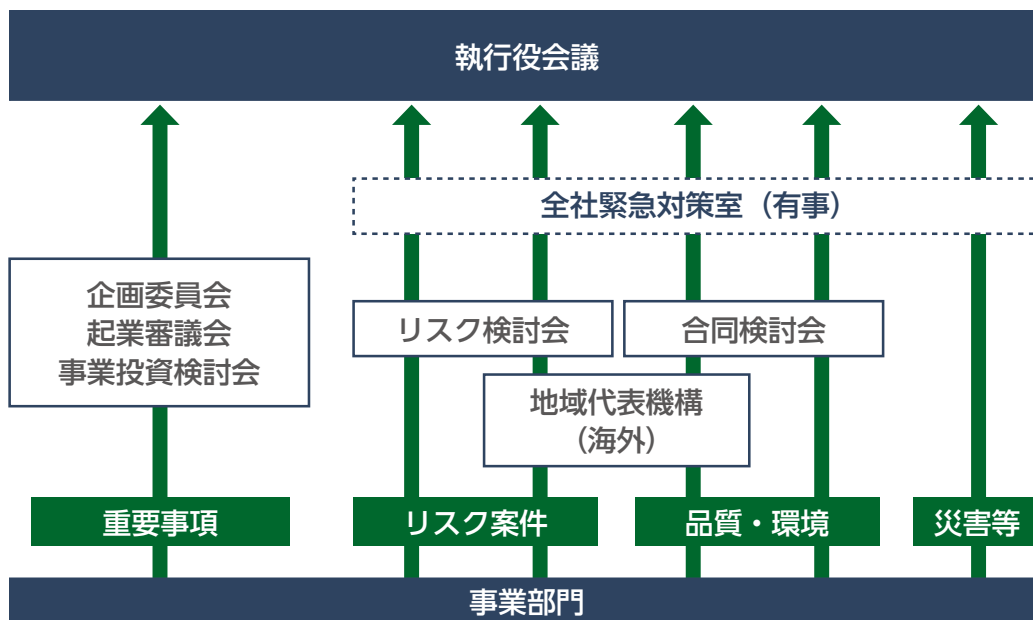 執行役会議
全社緊急対策室（有事）
企画委員会
起業審議会
事業投資検討会
リスク検討会
合同検討会
地域代表機構
（海外）
重要事項
リスク案件
品質・環境
災害等
事業部門